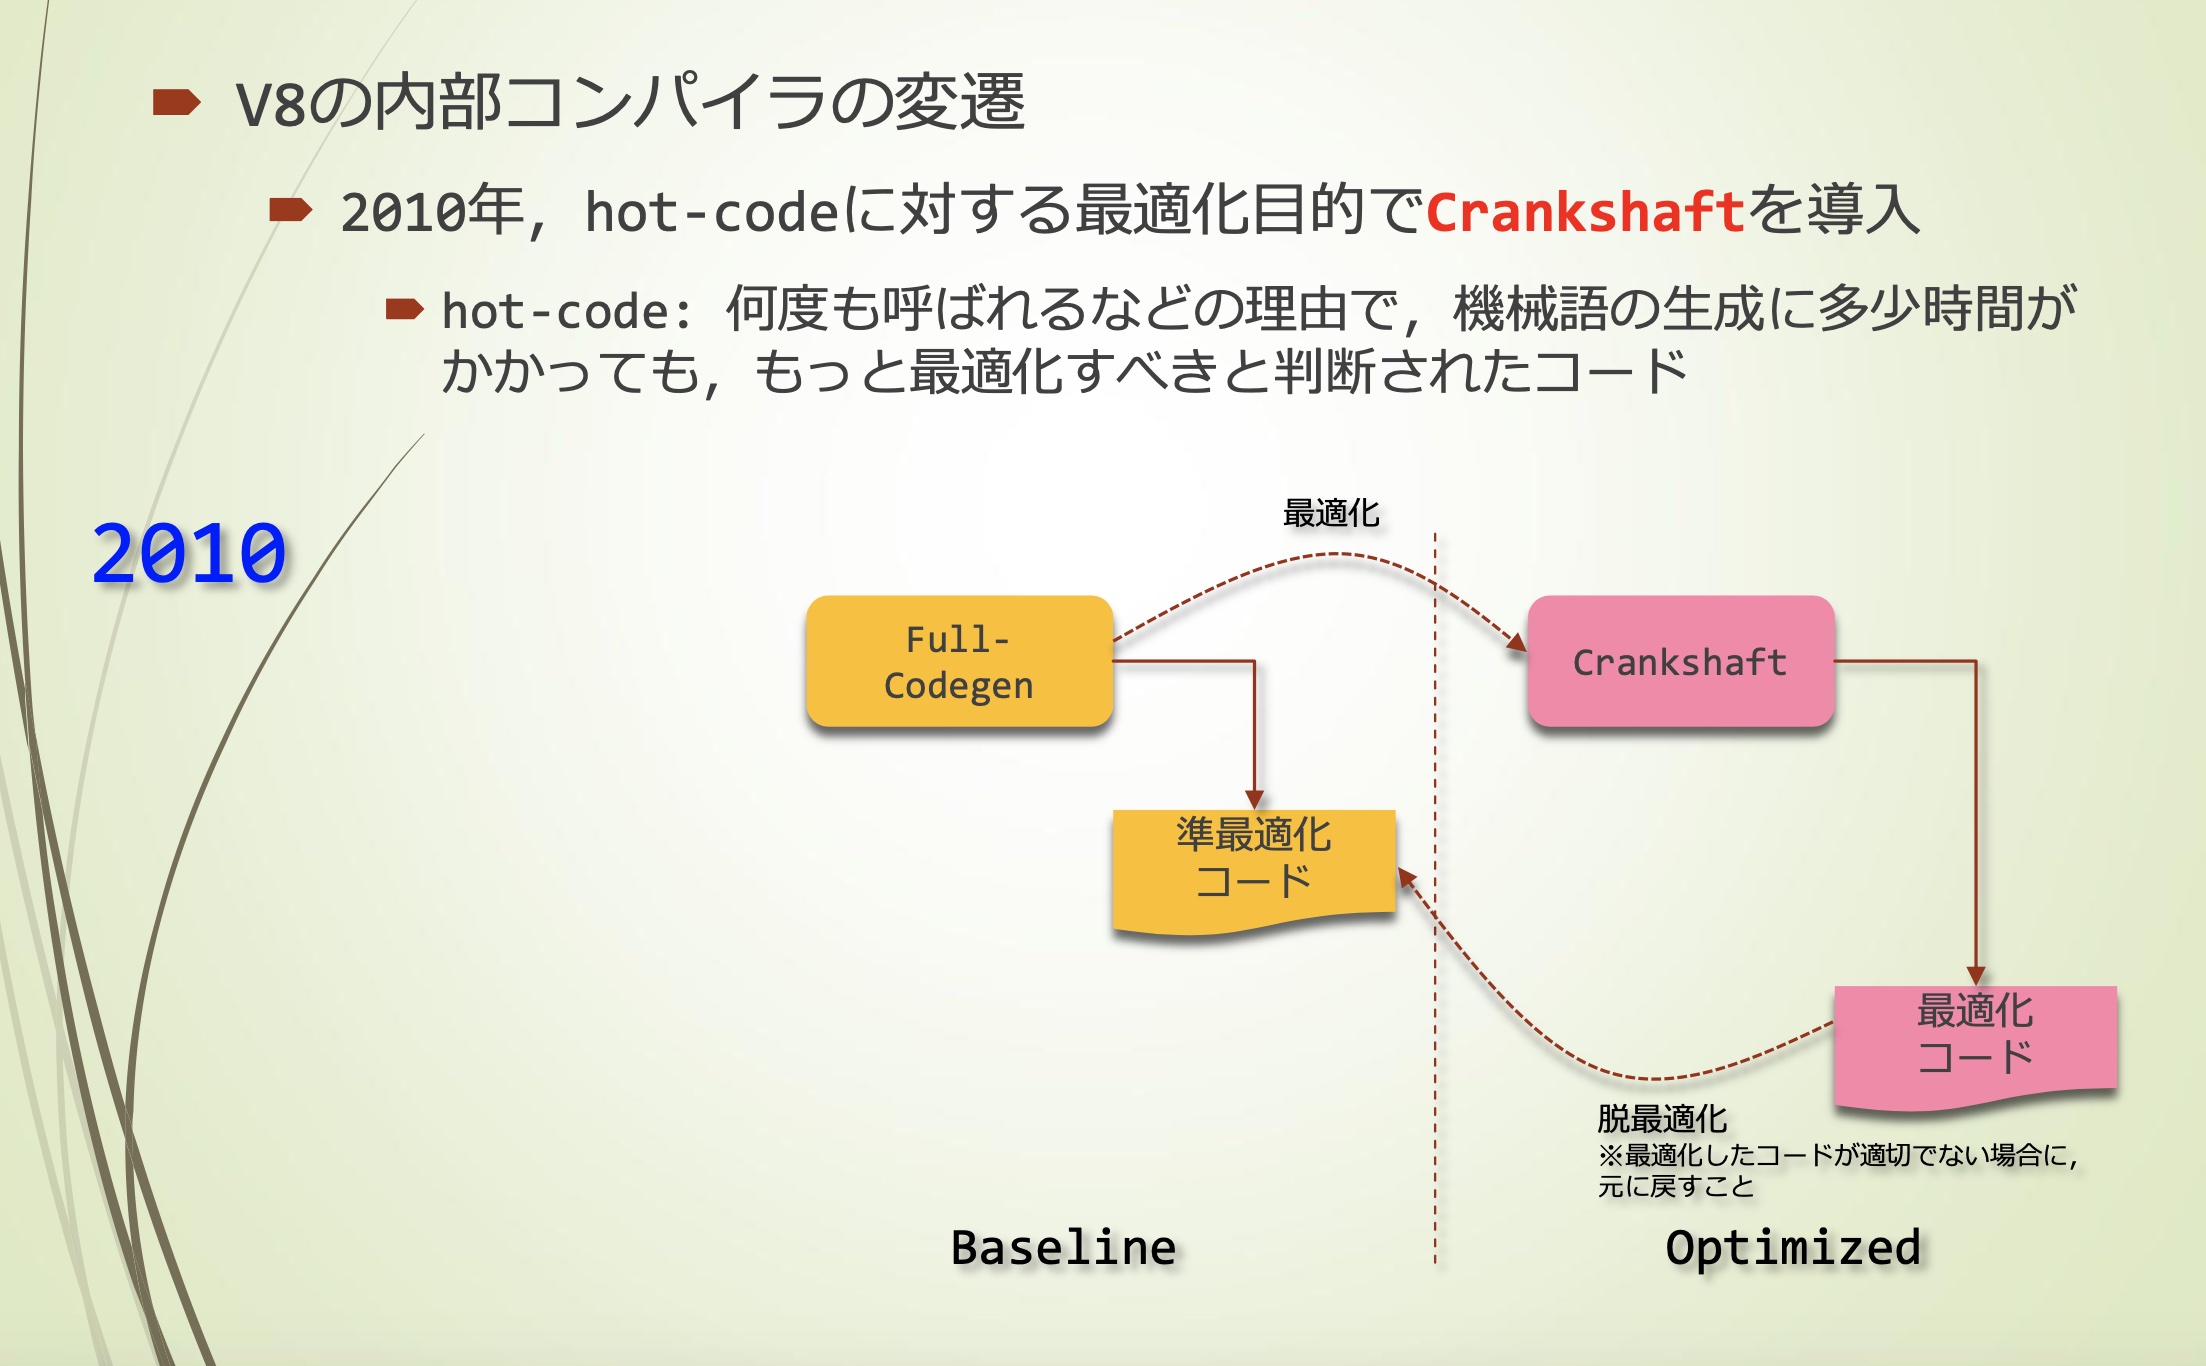 V8の内部コンパイラの変遷
2010年, hot-codeに対する最適化目的でCrankshaftを導入
hot-code: 何度も呼ばれるなどの理由で, 機械語の生成に多少時間が
かかっても, もっと最適化すべきと判断されたコード
2010
最適化
Full-
Codegen
Crankshaft
準最適化
コード
最適化
コード
脱最適化
※最適化したコードが適切でない場合に,
元に戻すこと
Baseline
Optimized